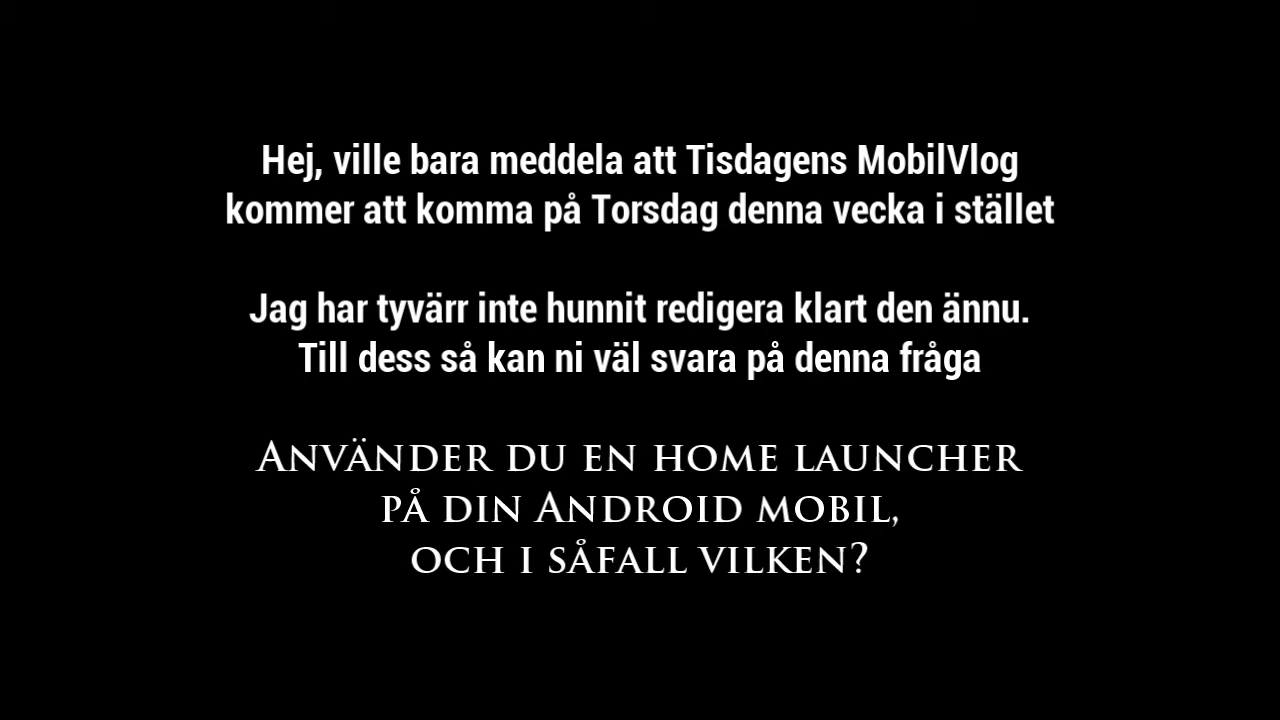 Hej, ville bara meddela att Tisdagens MobilVlog
kommer att komma på Torsdag denna vecka i stället
Jag har tyvärr inte hunnit redigera klart den ännu.
Till dess så kan ni väl svara på denna fråga
Använder du en home launcher
på din Android mobil,
och i såfall vilken?